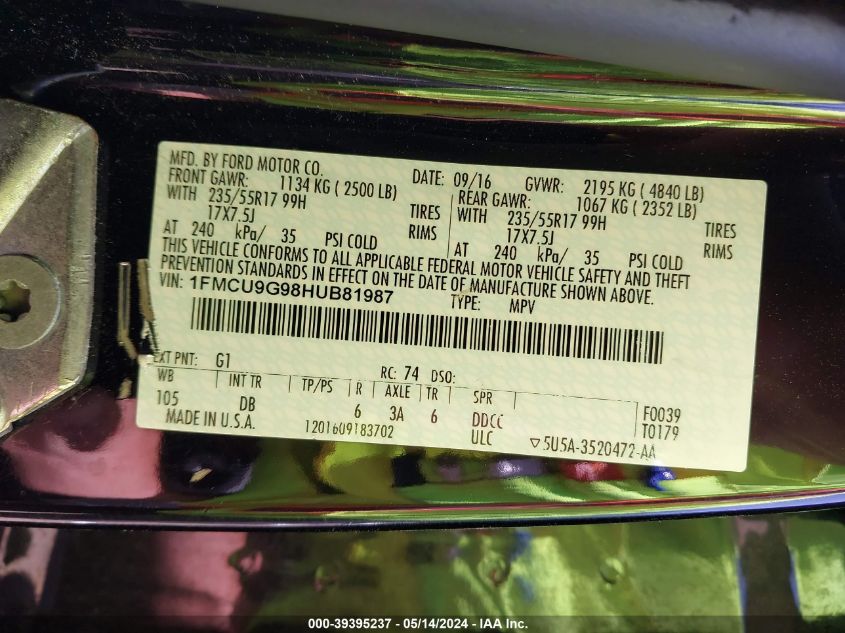 MFD. BY FORD MOTOR CO. DATE: 09/16 GVWR: 2195 KG ( 4840 LB)
FRONT GAWR: 1134 KG ( 2500 LB) REAR GAWR: 1067 KG ( 2352 LB)
WITH 235/55R17 99H TIRES WITH 235/55R17 99H TIRES
17X7.5J RIMS 17X7.5J RIMS
AT 240 kPa/ 35 PSI COLD AT 240 kPa/ 35 PSI COLD
THIS VEHICLE CONFORMS TO ALL APPLICABLE FEDERAL MOTOR VEHICLE SAFETY AND THEFT
PREVENTION STANDARDS IN EFFECT ON THE DATE OF MANUFACTURE SHOWN ABOVE.
VIN: 1FMCU9G98HUB81987 TYPE: MPV
EXT PNT: G1 RC: 74 DSO:
WB INT TR TP/PS R AXLE TR SPR
105 DB 6 3A 6 DDCC F0039
MADE IN U.S.A. 1201609183702 ULC ▽5U5A-3520472-AA T0179
000-39395237 - 05/14/2024 - IAA Inc.